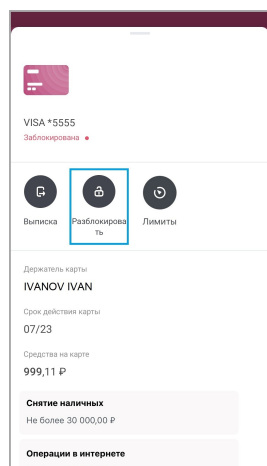 VISA *5555
Заблокирована
Выписка
Разблокирова
ть
Лимиты
Держатель карты
IVANOV IVAN
Срок действия карты
07/23
Средства на карте
999,11 ₽
Снятие наличных
Не более 30 000,00 ₽
Операции в интернете